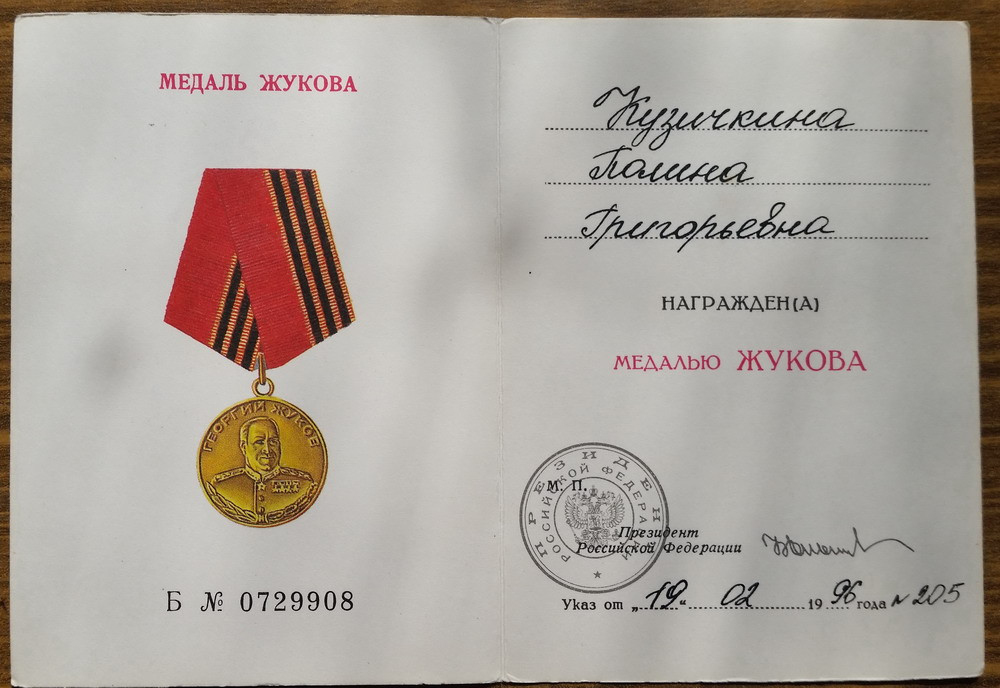 МЕДАЛЬ ЖУКОВА
ГЕОРГИЙ ЖУКОВ
Б № 0729908
Кузичкина
Полина
Григорьевна
НАГРАЖДЕН(А)
МЕДАЛЬЮ ЖУКОВА
ПРЕЗИДЕНТ
РОССИЙСКОЙ ФЕДЕРАЦИИ
М. П.
Президент
Российской Федерации
Указ от „19“ 02 1996 года № 205